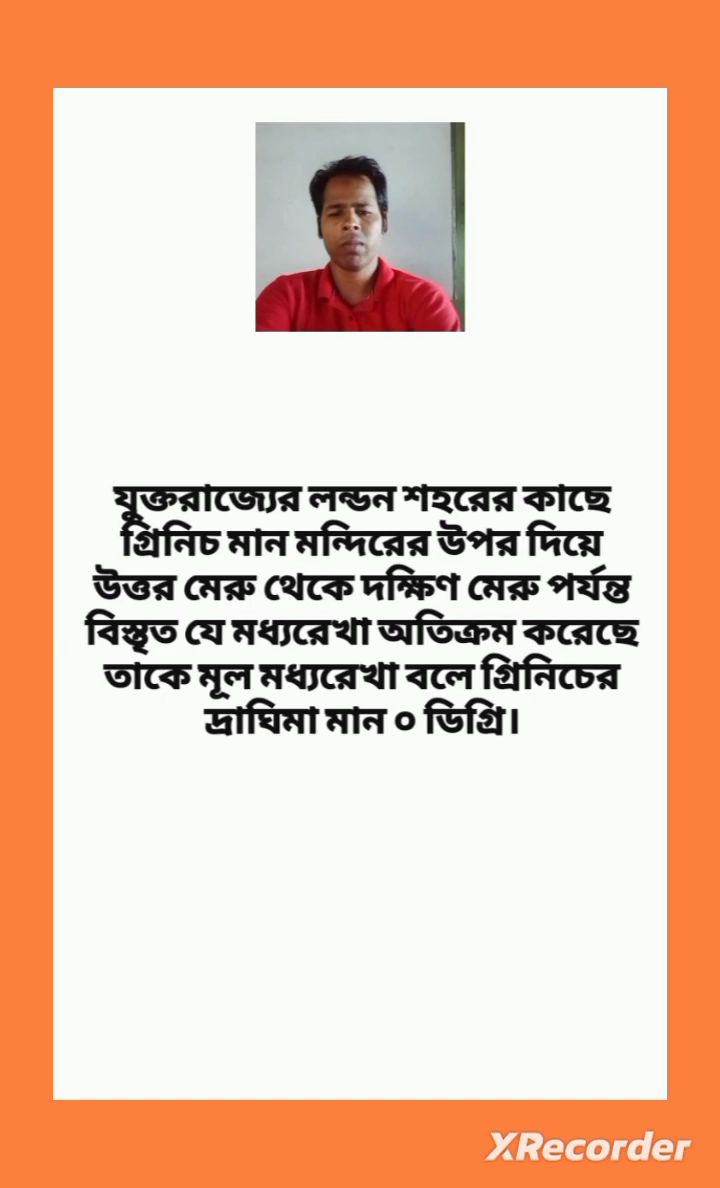 যুক্তরাজ্যের লন্ডন শহরের কাছে
গ্রিনিচ মান মন্দিরের উপর দিয়ে
উত্তর মেরু থেকে দক্ষিণ মেরু পর্যন্ত
বিস্তৃত যে মধ্যরেখা অতিক্রম করেছে
তাকে মূল মধ্যরেখা বলে গ্রিনিচের
দ্রাঘিমা মান ০ ডিগ্রি।
XRecorder